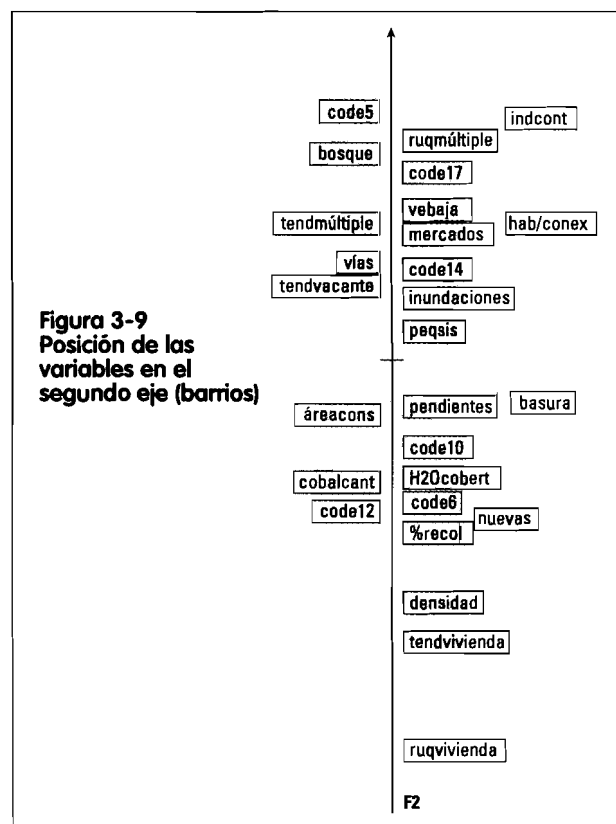 code5
indcont
ruqmúltiple
bosque
code17
vebaja
tendmúltiple
mercados
hab/conex
vías
code14
tendvacante
inundaciones
Figura 3-9
Posición de las
variables en el
segundo eje (barrios)
peqsis
áreacons
pendientes
basura
code10
cobalcant
H2Ocobert
code6
code12
nuevas
%recol
densidad
tendvivienda
ruqvivienda
F2